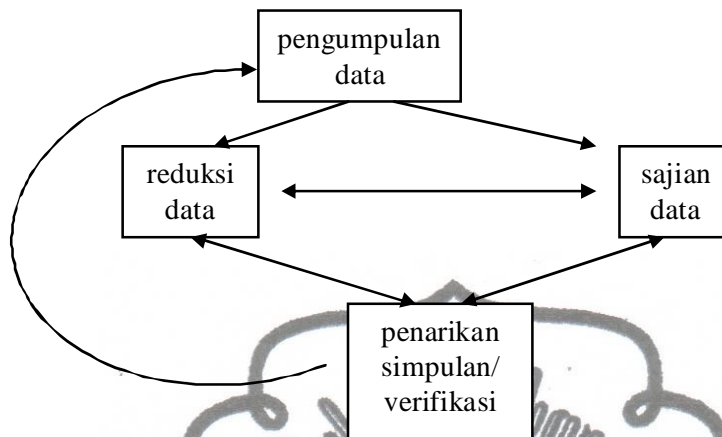 pengumpulan
data
reduksi
data
sajian
data
penarikan
simpulan/
verifikasi